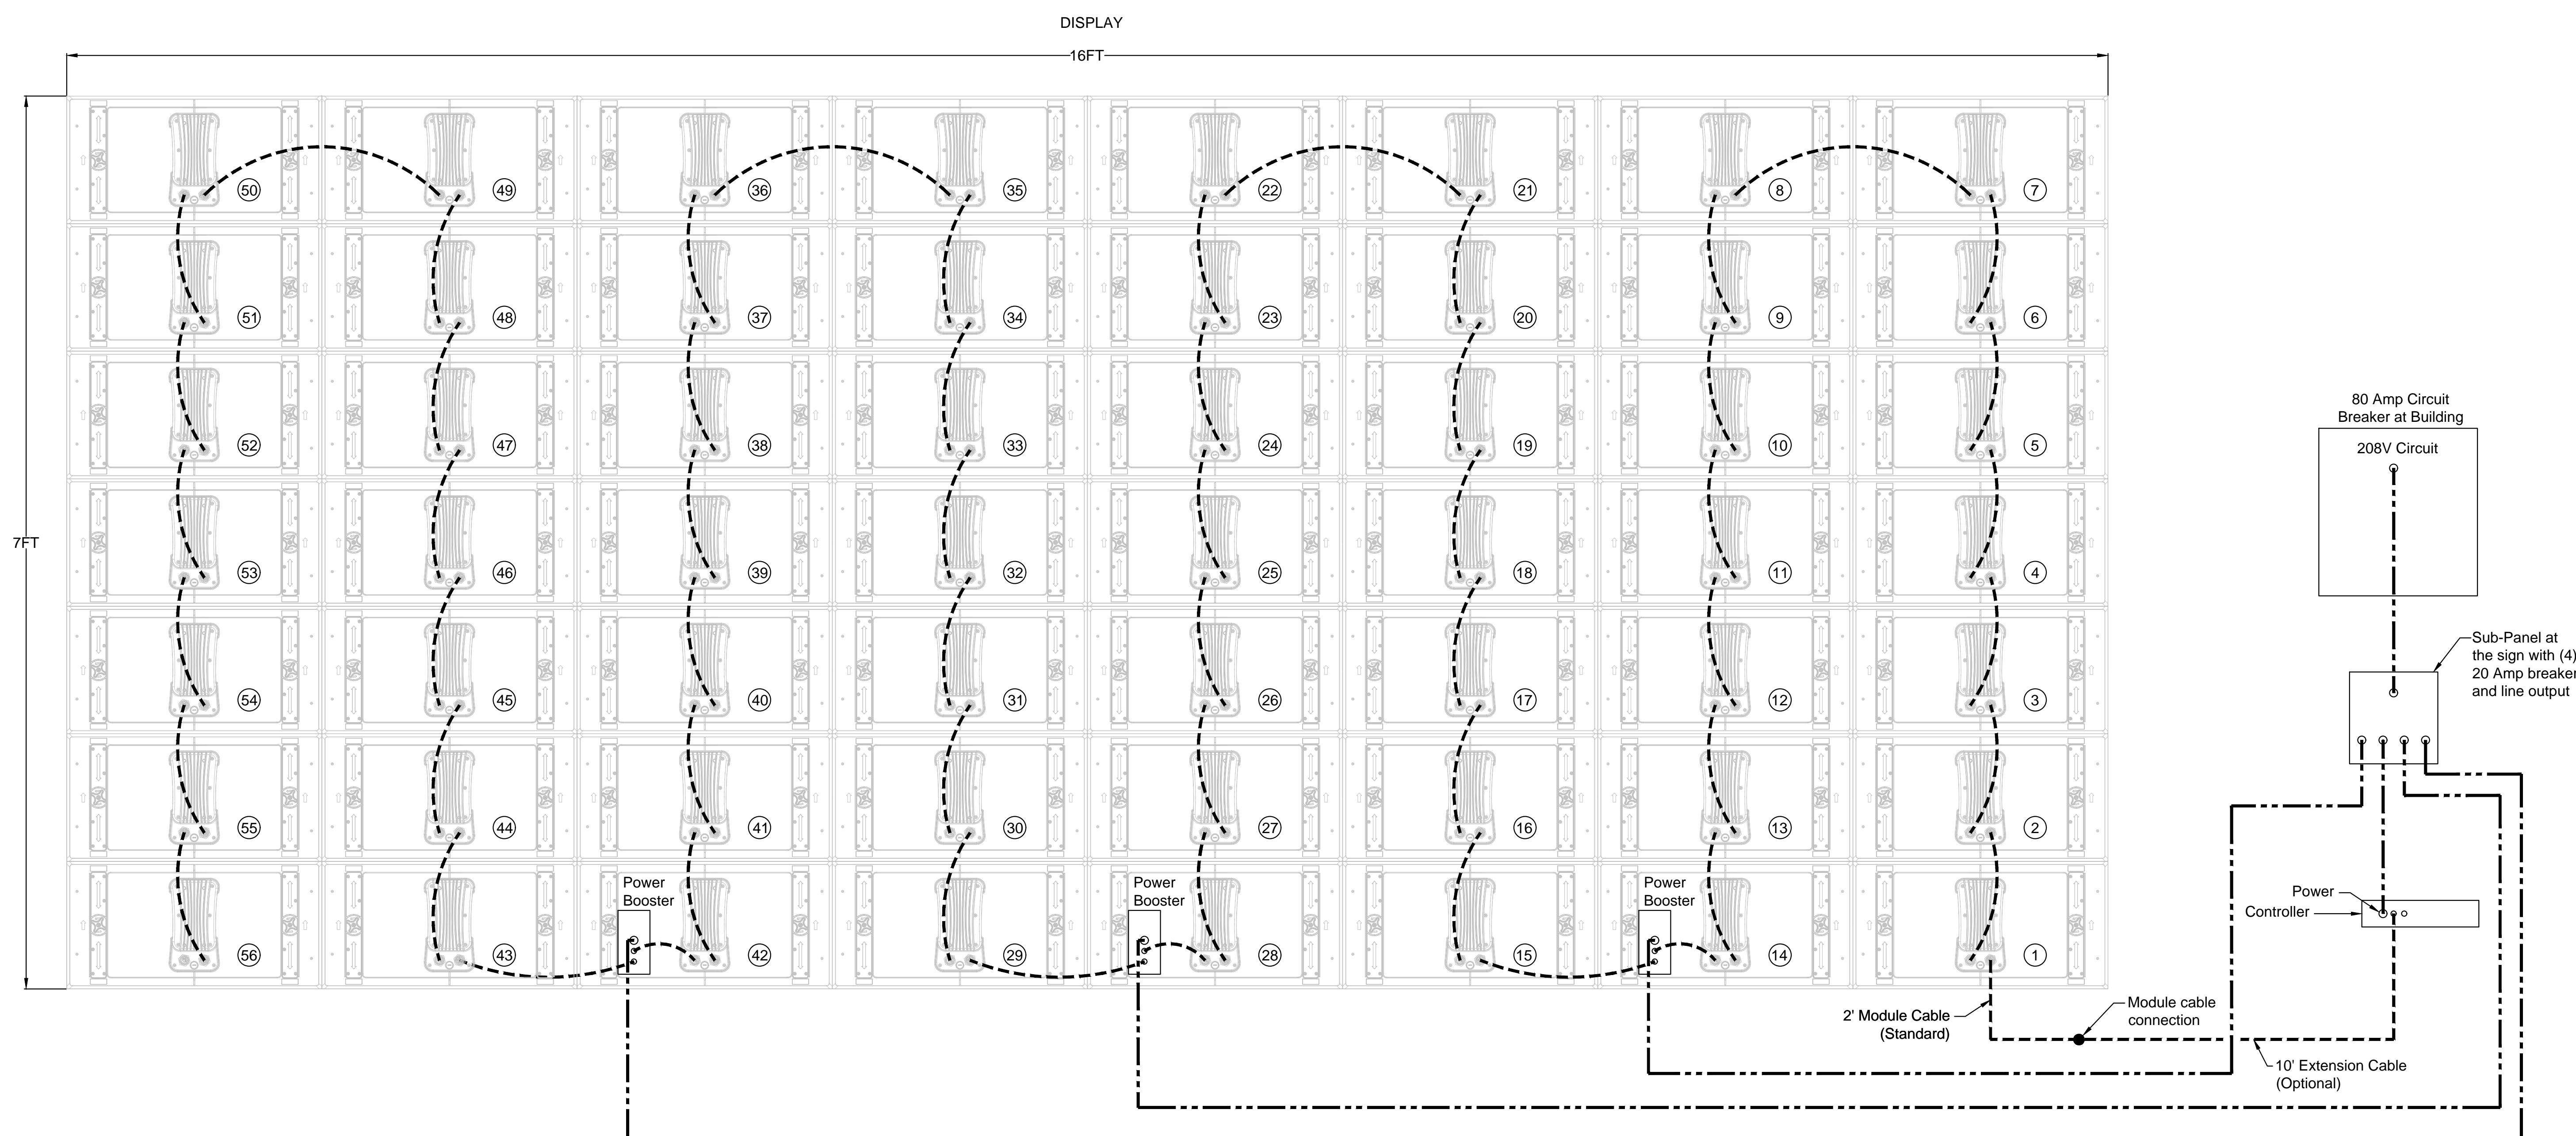 DISPLAY
16FT
7FT
50
49
36
35
22
21
8
7
51
48
37
34
23
20
9
6
52
47
38
33
24
19
10
5
53
46
39
32
25
18
11
4
54
45
40
31
26
17
12
3
55
44
41
30
27
16
13
2
56
43
Power
Booster
42
29
Power
Booster
28
15
Power
Booster
14
1
80 Amp Circuit
Breaker at Building
208V Circuit
Sub-Panel at
the sign with (4)
20 Amp breaker
and line output
Power
Controller
2' Module Cable
(Standard)
Module cable
connection
10' Extension Cable
(Optional)